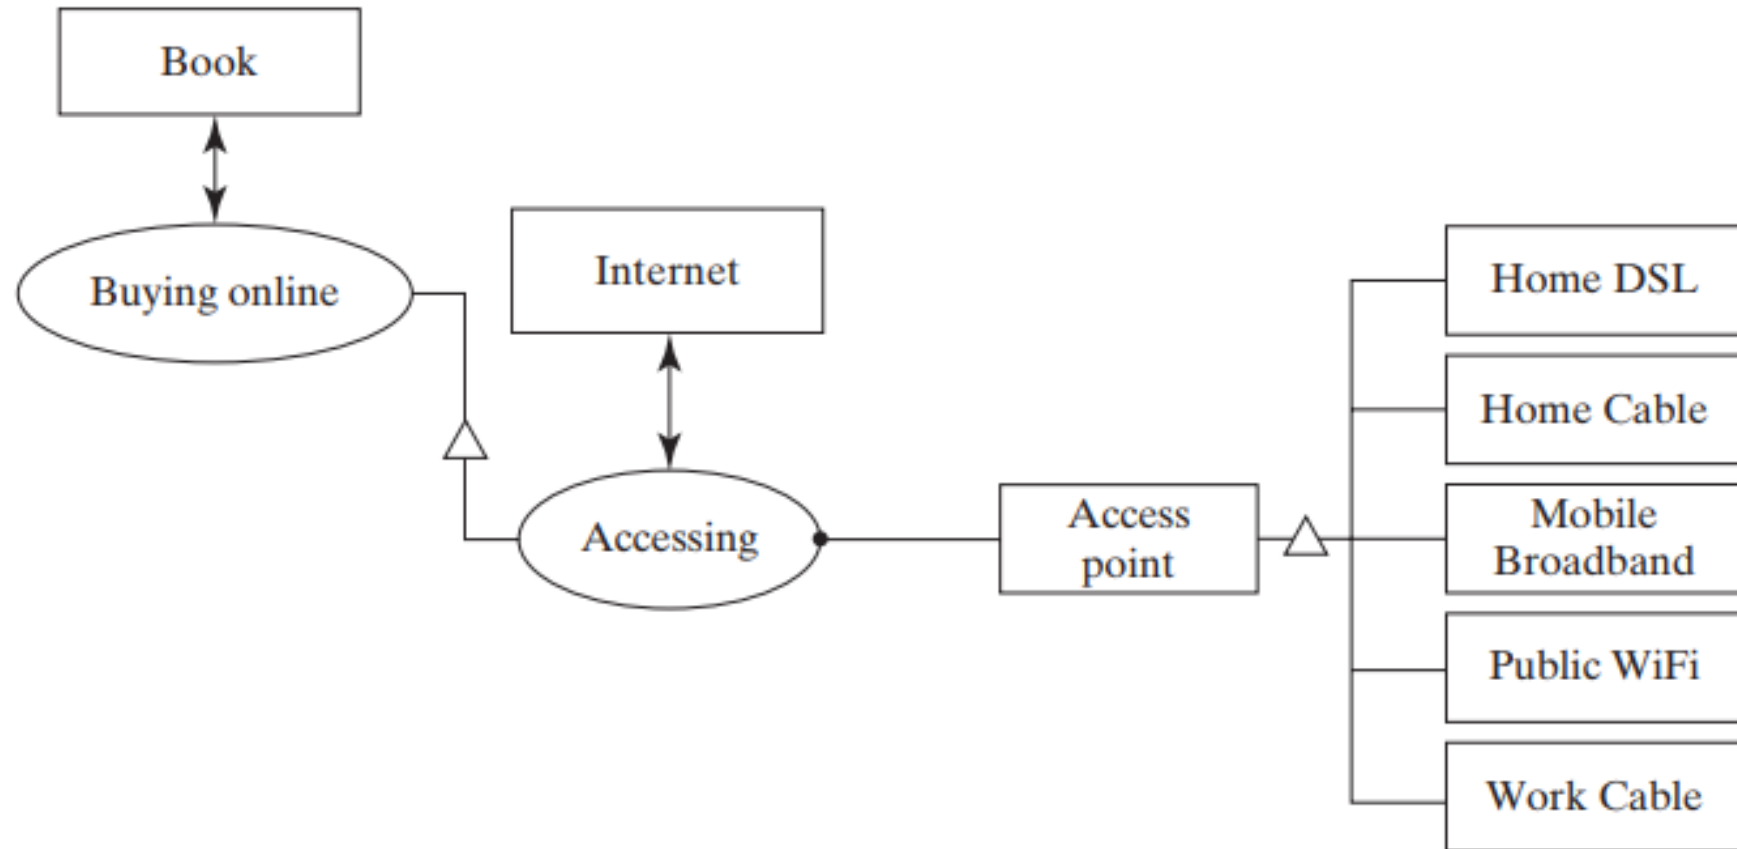 Book
Buying online
Internet
Accessing
Access
point
Home DSL
Home Cable
Mobile
Broadband
Public WiFi
Work Cable